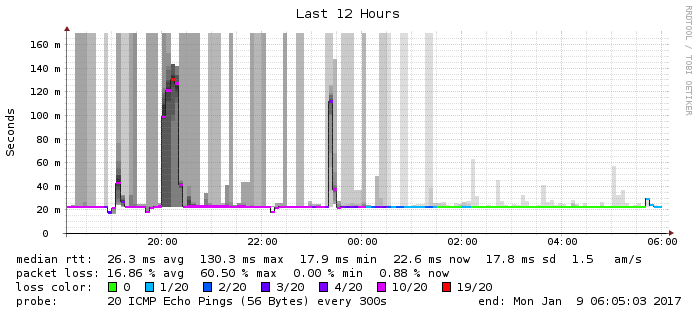 Last 12 Hours
RRDTOOL / TOBI OETIKER
Seconds
160 m
140 m
120 m
100 m
80 m
60 m
40 m
20 m
0
20:00 22:00 00:00 02:00 04:00 06:00
median rtt: 26.3 ms avg 130.3 ms max 17.9 ms min 22.6 ms now 17.8 ms sd 1.5 am/s
packet loss: 16.86 % avg 60.50 % max 0.00 % min 0.88 % now
loss color: 0 1/20 2/20 3/20 4/20 10/20 19/20
probe: 20 ICMP Echo Pings (56 Bytes) every 300s end: Mon Jan 9 06:05:03 2017